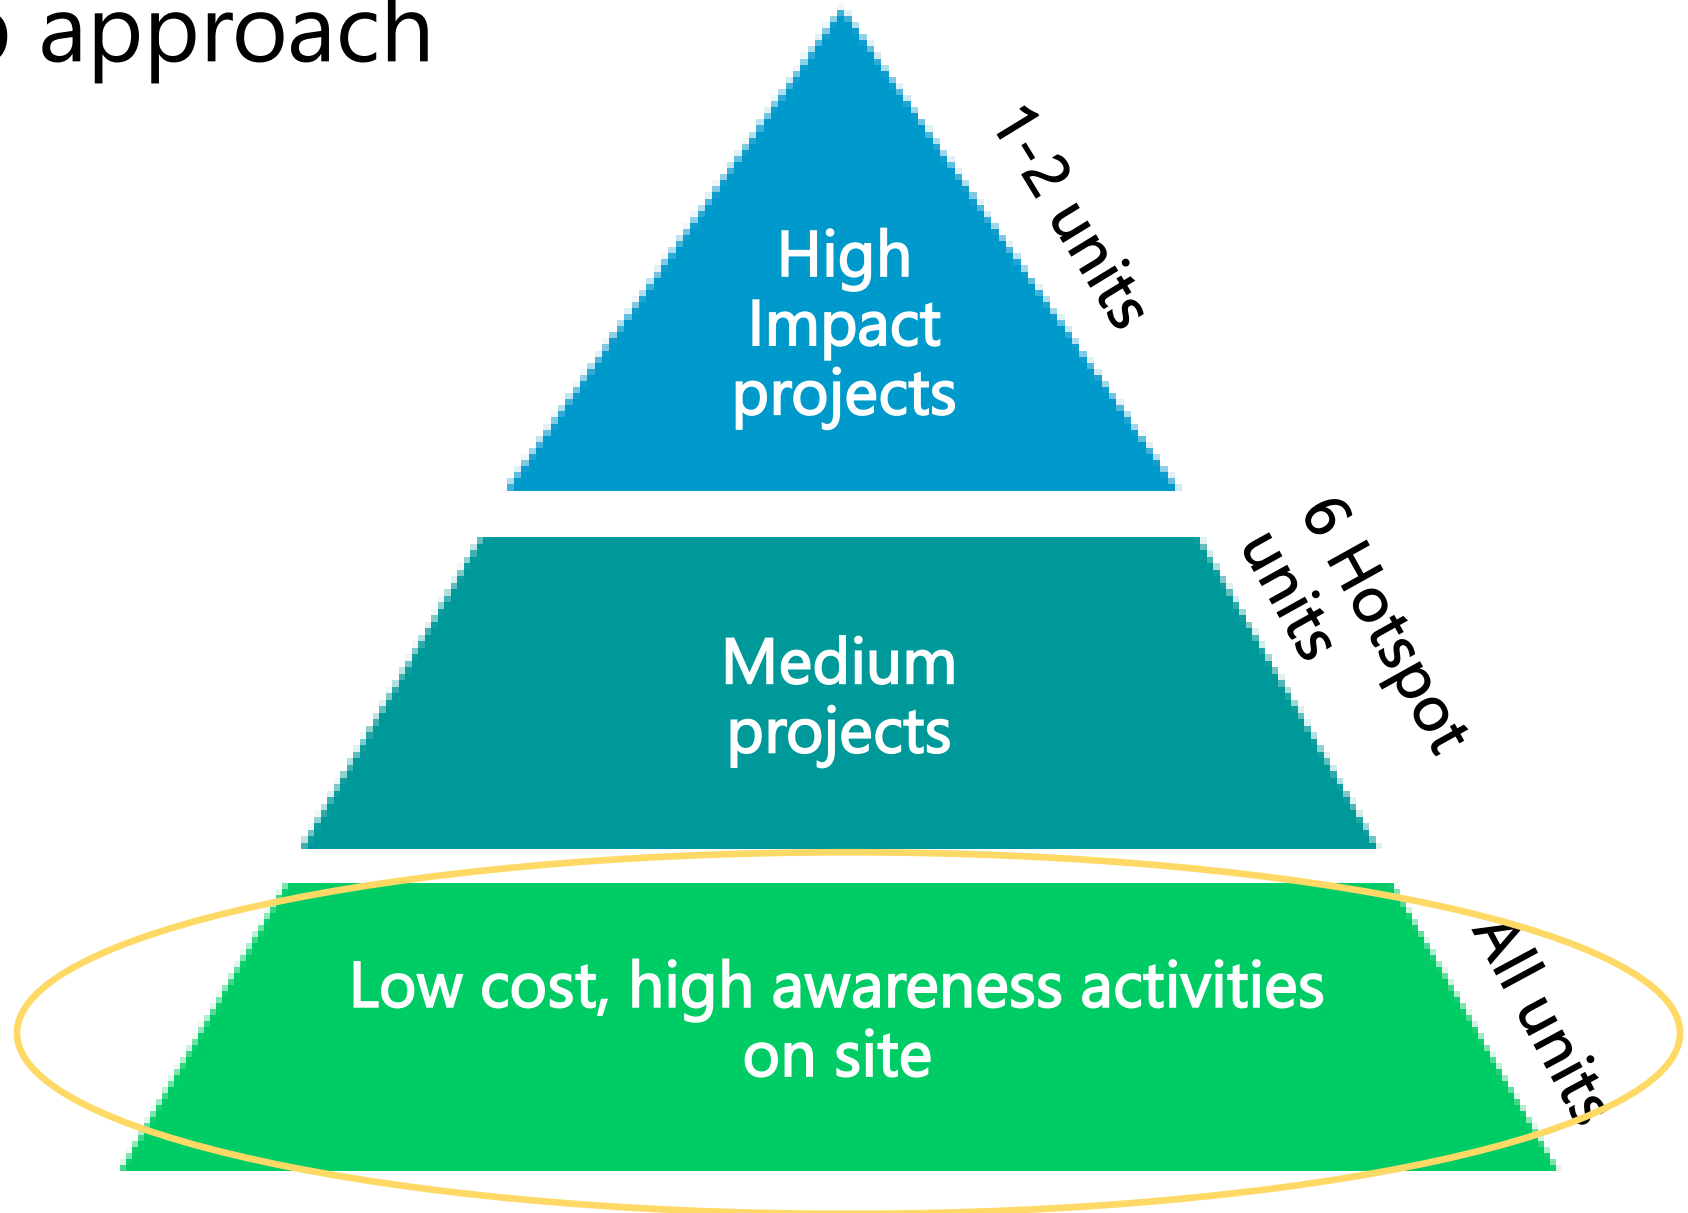 approach
1-2 units
High
Impact
projects
6 Hotspot
units
Medium
projects
All units
Low cost, high awareness activities
on site